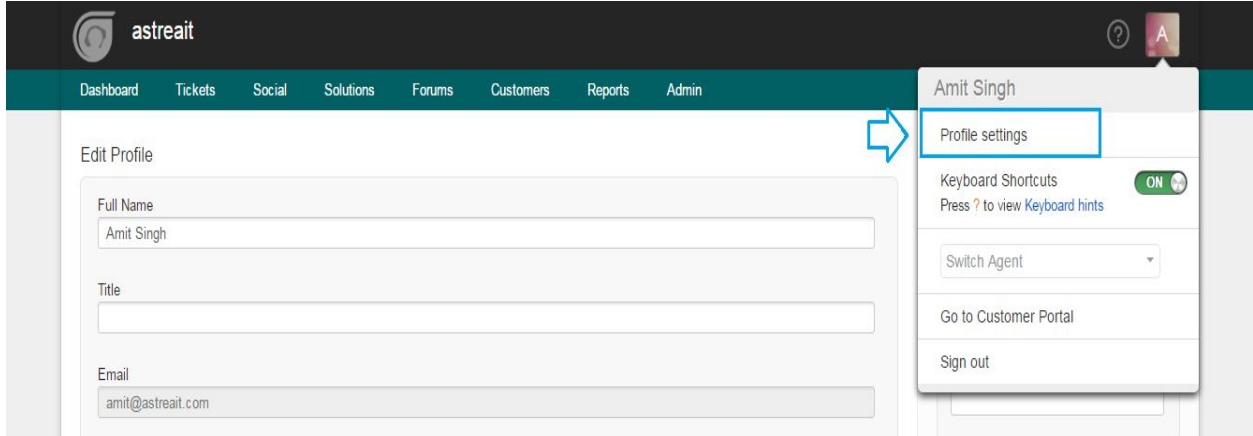 astreait
?
A
Dashboard Tickets Social Solutions Forums Customers Reports Admin
Amit Singh
Profile settings
Keyboard Shortcuts
ON
Press ? to view Keyboard hints
Switch Agent
Go to Customer Portal
Sign out
Edit Profile
Full Name
Amit Singh
Title
Email
amit@astreait.com